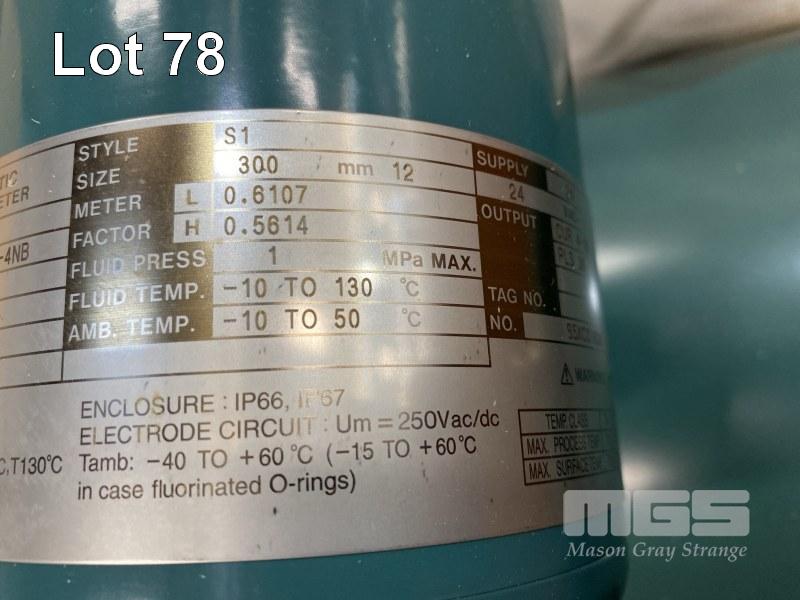 Lot 78
STYLE S1
SIZE 300 mm 12
METER L 0.6107
FACTOR H 0.5614
FLUID PRESS 1 MPa MAX.
FLUID TEMP. -10 TO 130 °C
AMB. TEMP. -10 TO 50 °C
SUPPLY
24
OUTPUT
TAG NO.
NO.
-4NB
ENCLOSURE : IP66, IP67
ELECTRODE CIRCUIT : Um = 250Vac/dc
C,T130°C Tamb: -40 TO +60 °C (-15 TO +60 °C
in case fluorinated O-rings)
TEMP. CLASS
MAX. PROCESS TEMP.
MAX. SURFACE TEMP.
MGS
Mason Gray Strange